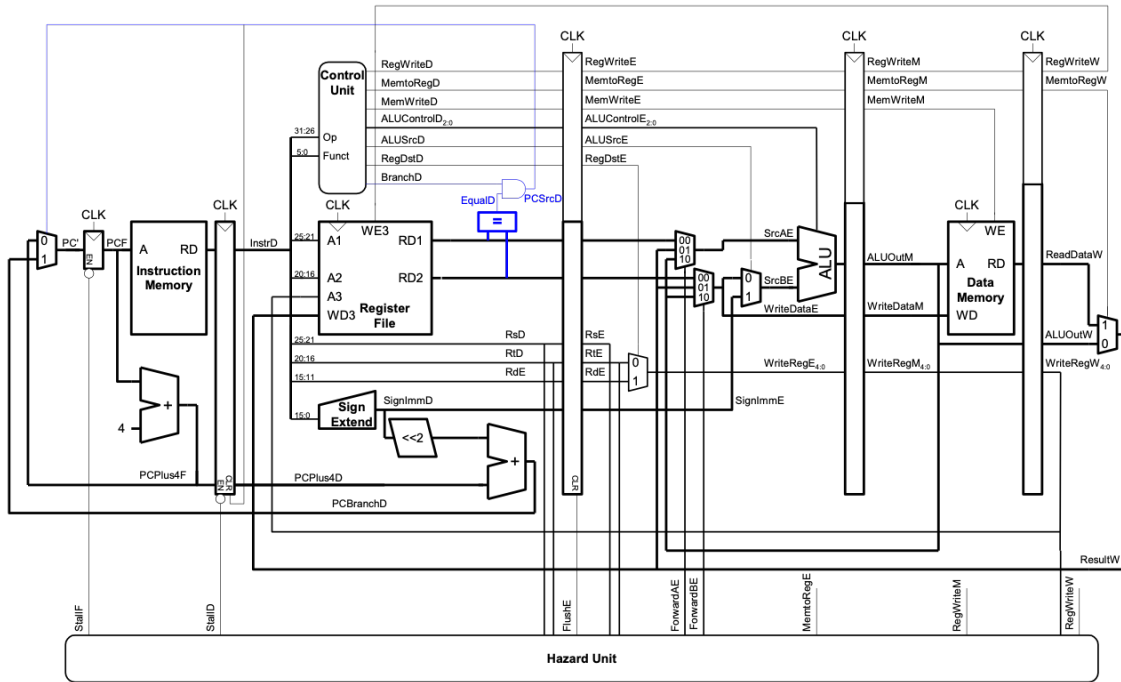 CLK CLK CLK
RegWriteD RegWriteE RegWriteM RegWriteW
Control Unit
MemtoRegD MemtoRegE MemtoRegM MemtoRegW
MemWriteD MemWriteE MemWriteM
ALUControlD2:0 ALUControlE2:0
31:26 Op
ALUSrcD ALUSrcE
5:0 Funct
RegDstD RegDstE
BranchD
EqualD PCSrcD
CLK CLK CLK CLK
WE3 WE
0 1 PC' PCF EN
A RD
Instruction Memory
InstrD
25:21 A1 RD1
20:16 A2 RD2
A3
WD3
Register File
=
00 01 10 SrcAE
00 01 10 0 1 SrcBE
ALU
ALUOutM
A RD
Data Memory
WD
ReadDataW
WriteDataE WriteDataM
1 0
ALUOutW
25:21 RsD RsE
20:16 RtD RtE
15:11 RdE RdE
0 1
WriteRegE4:0 WriteRegM4:0 WriteRegW4:0
15:0 Sign Extend
SignImmD SignImmE
4 +
<<2
+
PCPlus4F PCPlus4D
EN CLR CLR
PCBranchD
ResultW
StallF
StallD
FlushE
ForwardAE
ForwardBE
MemtoRegE
RegWriteM
RegWriteW
Hazard Unit